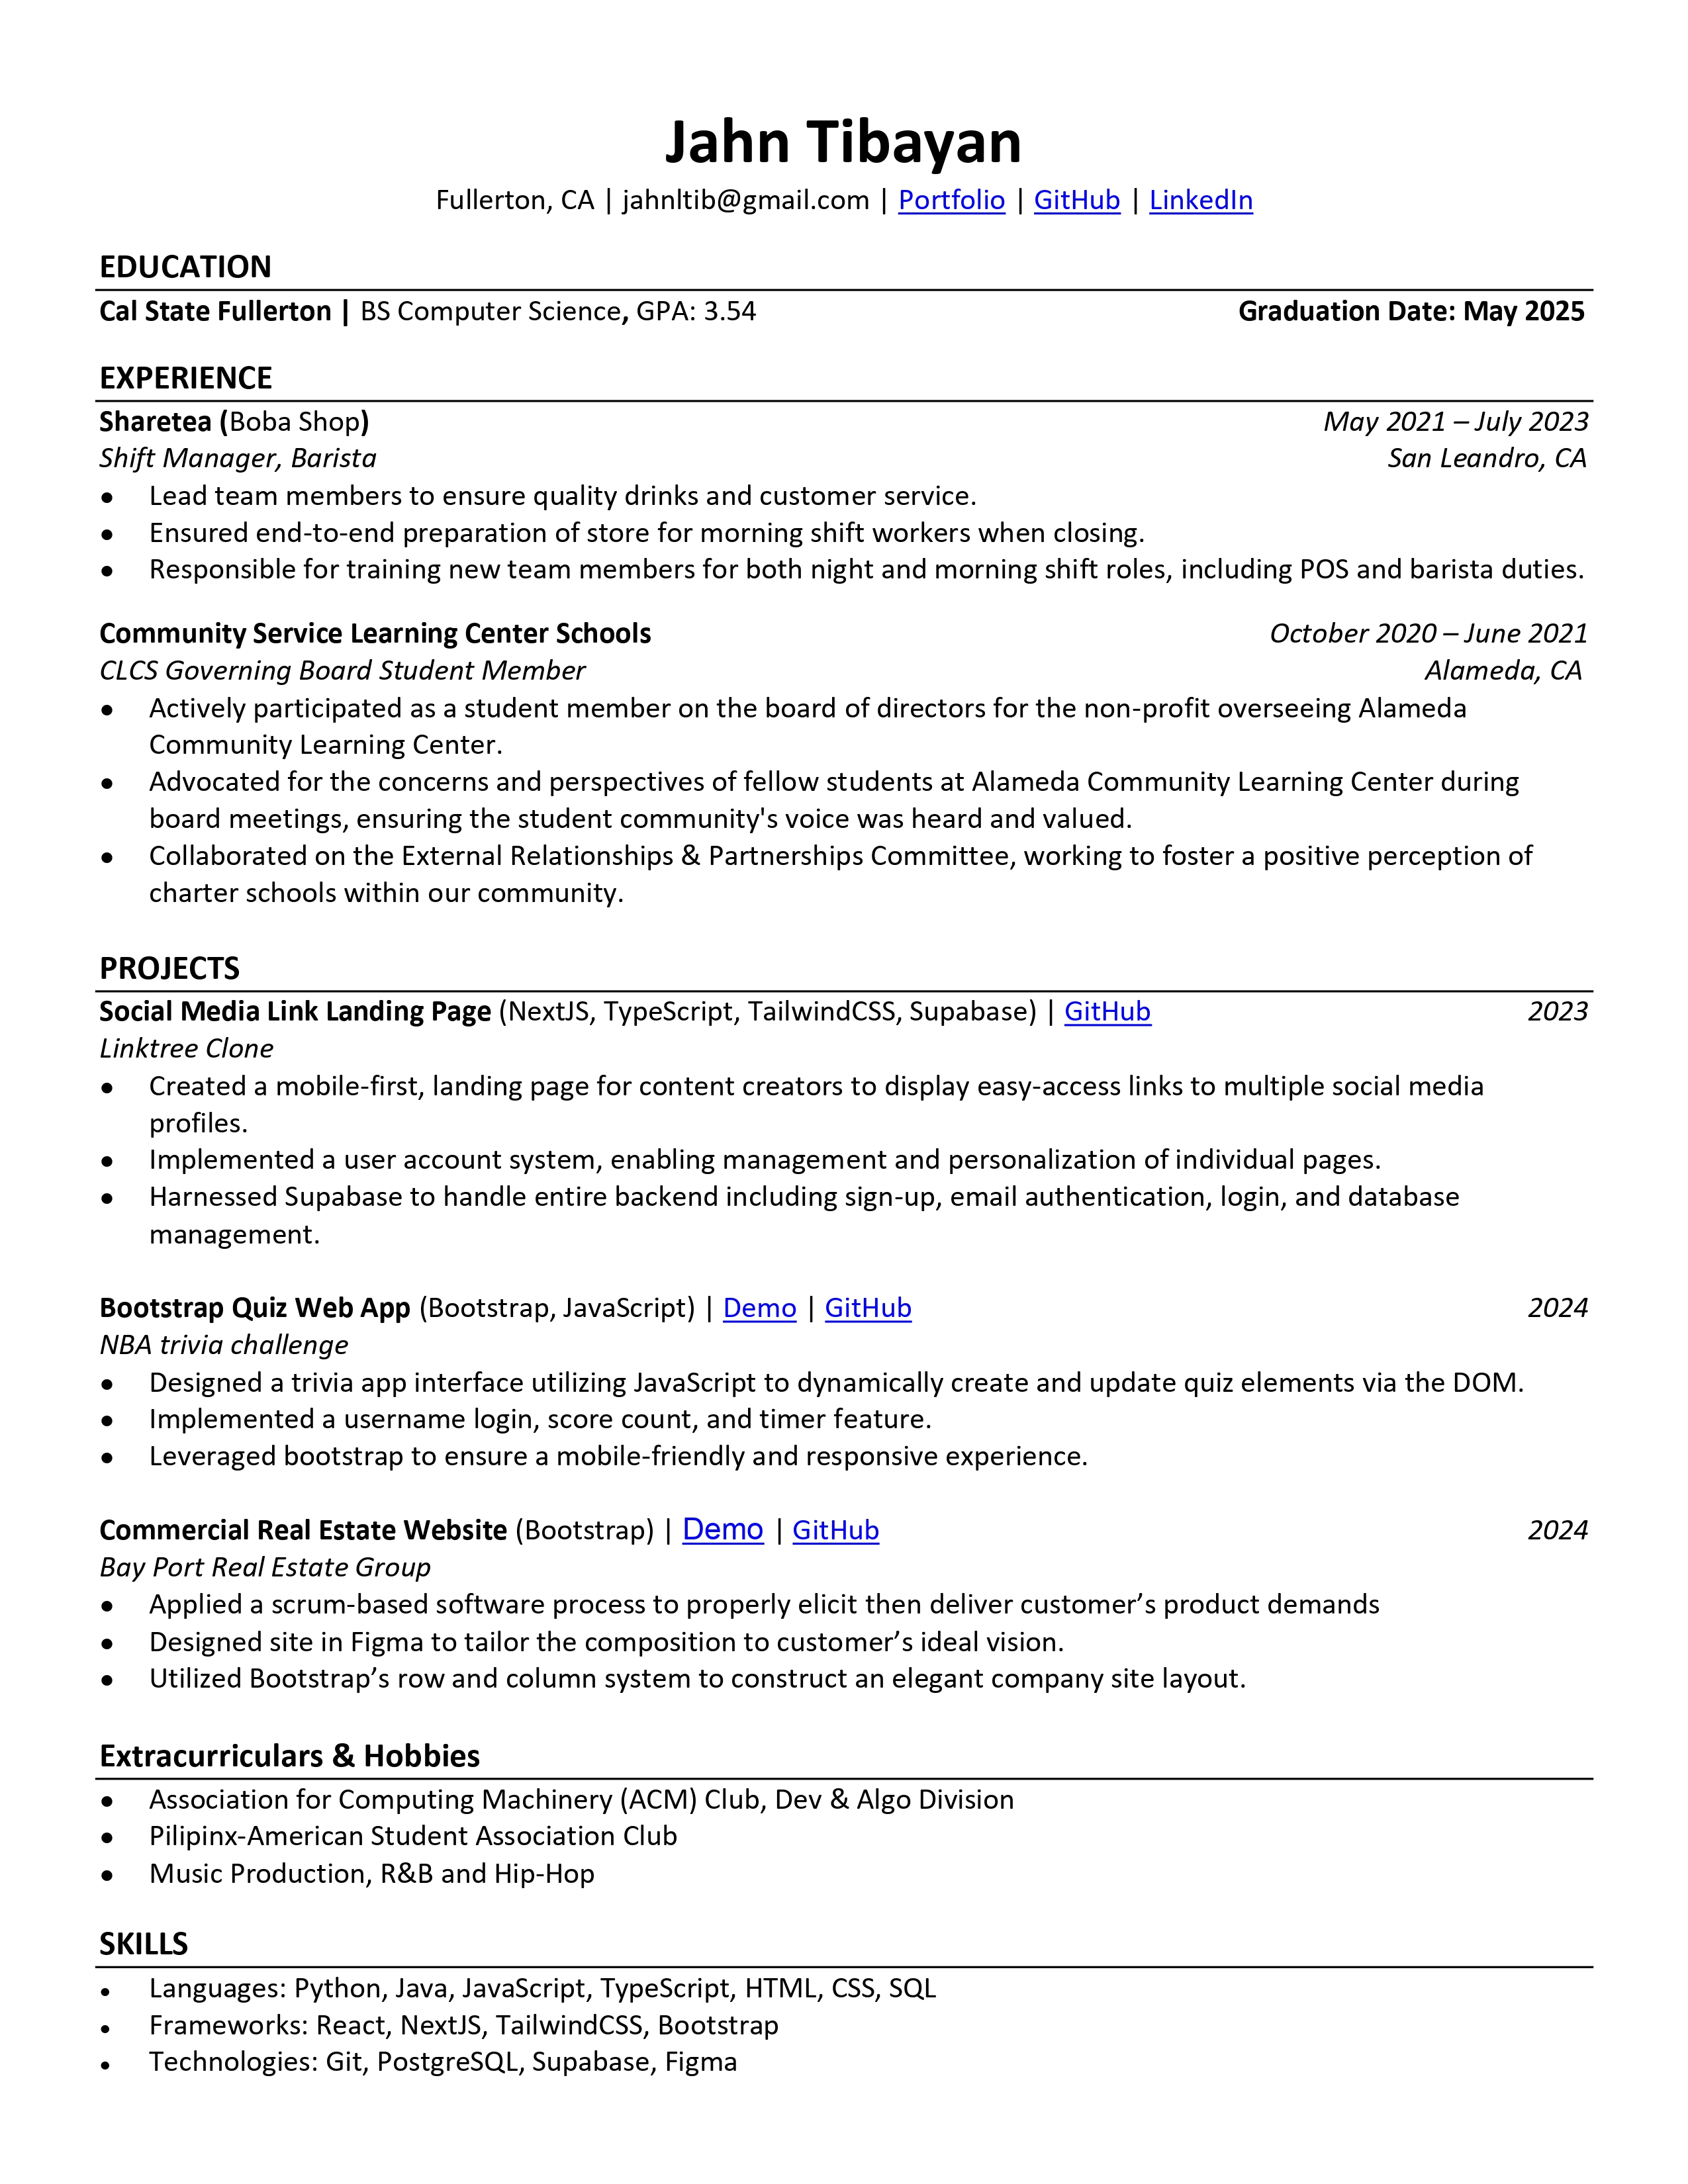 Jahn Tibayan
Fullerton, CA | jahnltib@gmail.com | Portfolio | GitHub | LinkedIn
EDUCATION
Cal State Fullerton | BS Computer Science, GPA: 3.54 Graduation Date: May 2025
EXPERIENCE
Sharetea (Boba Shop) May 2021 – July 2023
Shift Manager, Barista San Leandro, CA
● Lead team members to ensure quality drinks and customer service.
● Ensured end-to-end preparation of store for morning shift workers when closing.
● Responsible for training new team members for both night and morning shift roles, including POS and barista duties.
Community Service Learning Center Schools October 2020 – June 2021
CLCS Governing Board Student Member Alameda, CA
● Actively participated as a student member on the board of directors for the non-profit overseeing Alameda
Community Learning Center.
● Advocated for the concerns and perspectives of fellow students at Alameda Community Learning Center during
board meetings, ensuring the student community's voice was heard and valued.
● Collaborated on the External Relationships & Partnerships Committee, working to foster a positive perception of
charter schools within our community.
PROJECTS
Social Media Link Landing Page (NextJS, TypeScript, TailwindCSS, Supabase) | GitHub 2023
Linktree Clone
● Created a mobile-first, landing page for content creators to display easy-access links to multiple social media
profiles.
● Implemented a user account system, enabling management and personalization of individual pages.
● Harnessed Supabase to handle entire backend including sign-up, email authentication, login, and database
management.
Bootstrap Quiz Web App (Bootstrap, JavaScript) | Demo | GitHub 2024
NBA trivia challenge
● Designed a trivia app interface utilizing JavaScript to dynamically create and update quiz elements via the DOM.
● Implemented a username login, score count, and timer feature.
● Leveraged bootstrap to ensure a mobile-friendly and responsive experience.
Commercial Real Estate Website (Bootstrap) | Demo | GitHub 2024
Bay Port Real Estate Group
● Applied a scrum-based software process to properly elicit then deliver customer’s product demands
● Designed site in Figma to tailor the composition to customer’s ideal vision.
● Utilized Bootstrap’s row and column system to construct an elegant company site layout.
Extracurriculars & Hobbies
● Association for Computing Machinery (ACM) Club, Dev & Algo Division
● Pilipinx-American Student Association Club
● Music Production, R&B and Hip-Hop
SKILLS
● Languages: Python, Java, JavaScript, TypeScript, HTML, CSS, SQL
● Frameworks: React, NextJS, TailwindCSS, Bootstrap
● Technologies: Git, PostgreSQL, Supabase, Figma